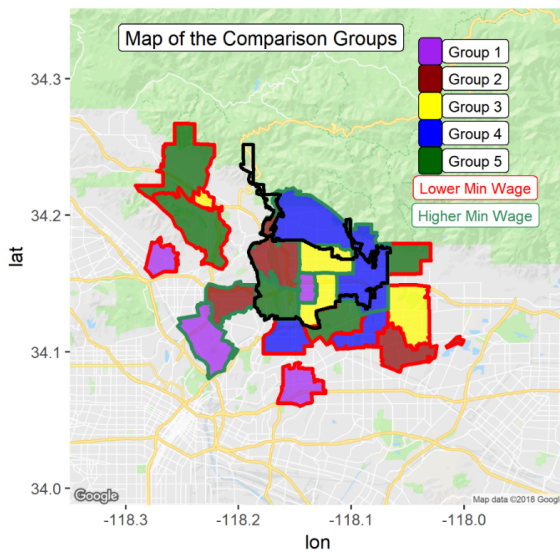 Map of the Comparison Groups
Group 1
Group 2
Group 3
Group 4
Group 5
Lower Min Wage
Higher Min Wage
34.3
34.2
34.1
34.0
lat
-118.3
-118.2
-118.1
-118.0
lon
Google
Map data ©2018 Googl